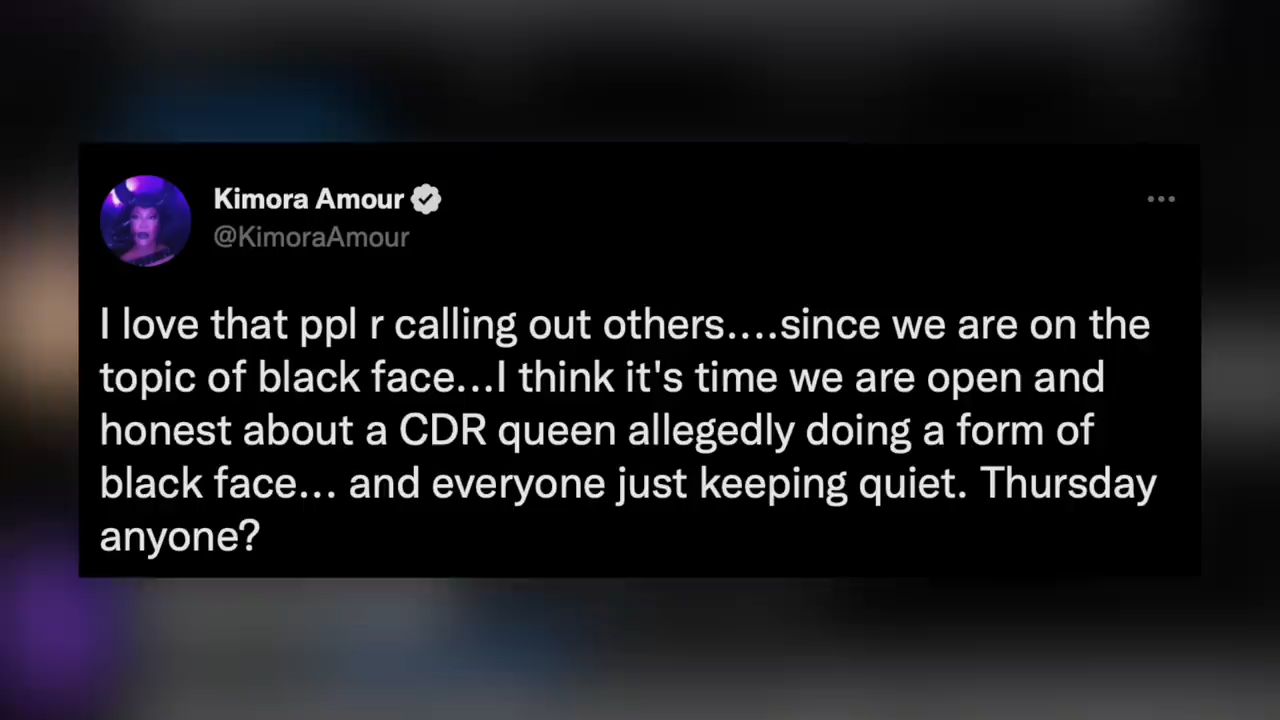 Kimora Amour
@KimoraAmour
I love that ppl r calling out others....since we are on the
topic of black face...I think it's time we are open and
honest about a CDR queen allegedly doing a form of
black face... and everyone just keeping quiet. Thursday
anyone?